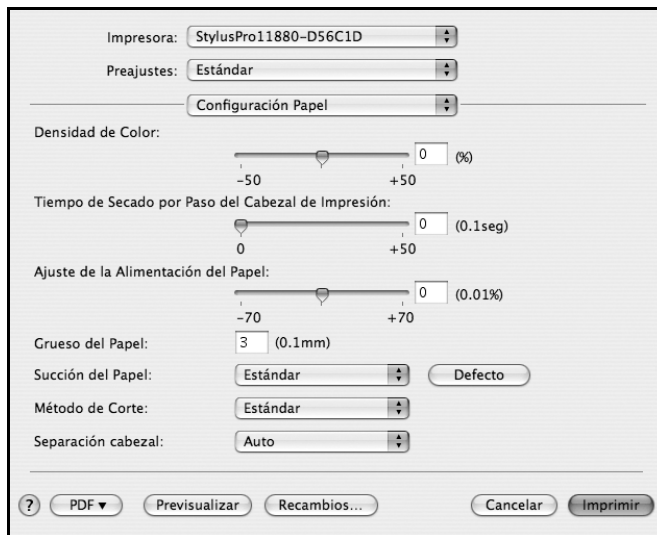 Impresora: StylusPro11880-D56C1D
Preajustes: Estándar
Configuración Papel
Densidad de Color:
0 (%)
-50 +50
Tiempo de Secado por Paso del Cabezal de Impresión:
0 (0.1seg)
0 +50
Ajuste de la Alimentación del Papel:
0 (0.01%)
-70 +70
Grueso del Papel: 3 (0.1mm)
Succión del Papel: Estándar Defecto
Método de Corte: Estándar
Separación cabezal: Auto
? PDF▼ Previsualizar Recambios... Cancelar Imprimir